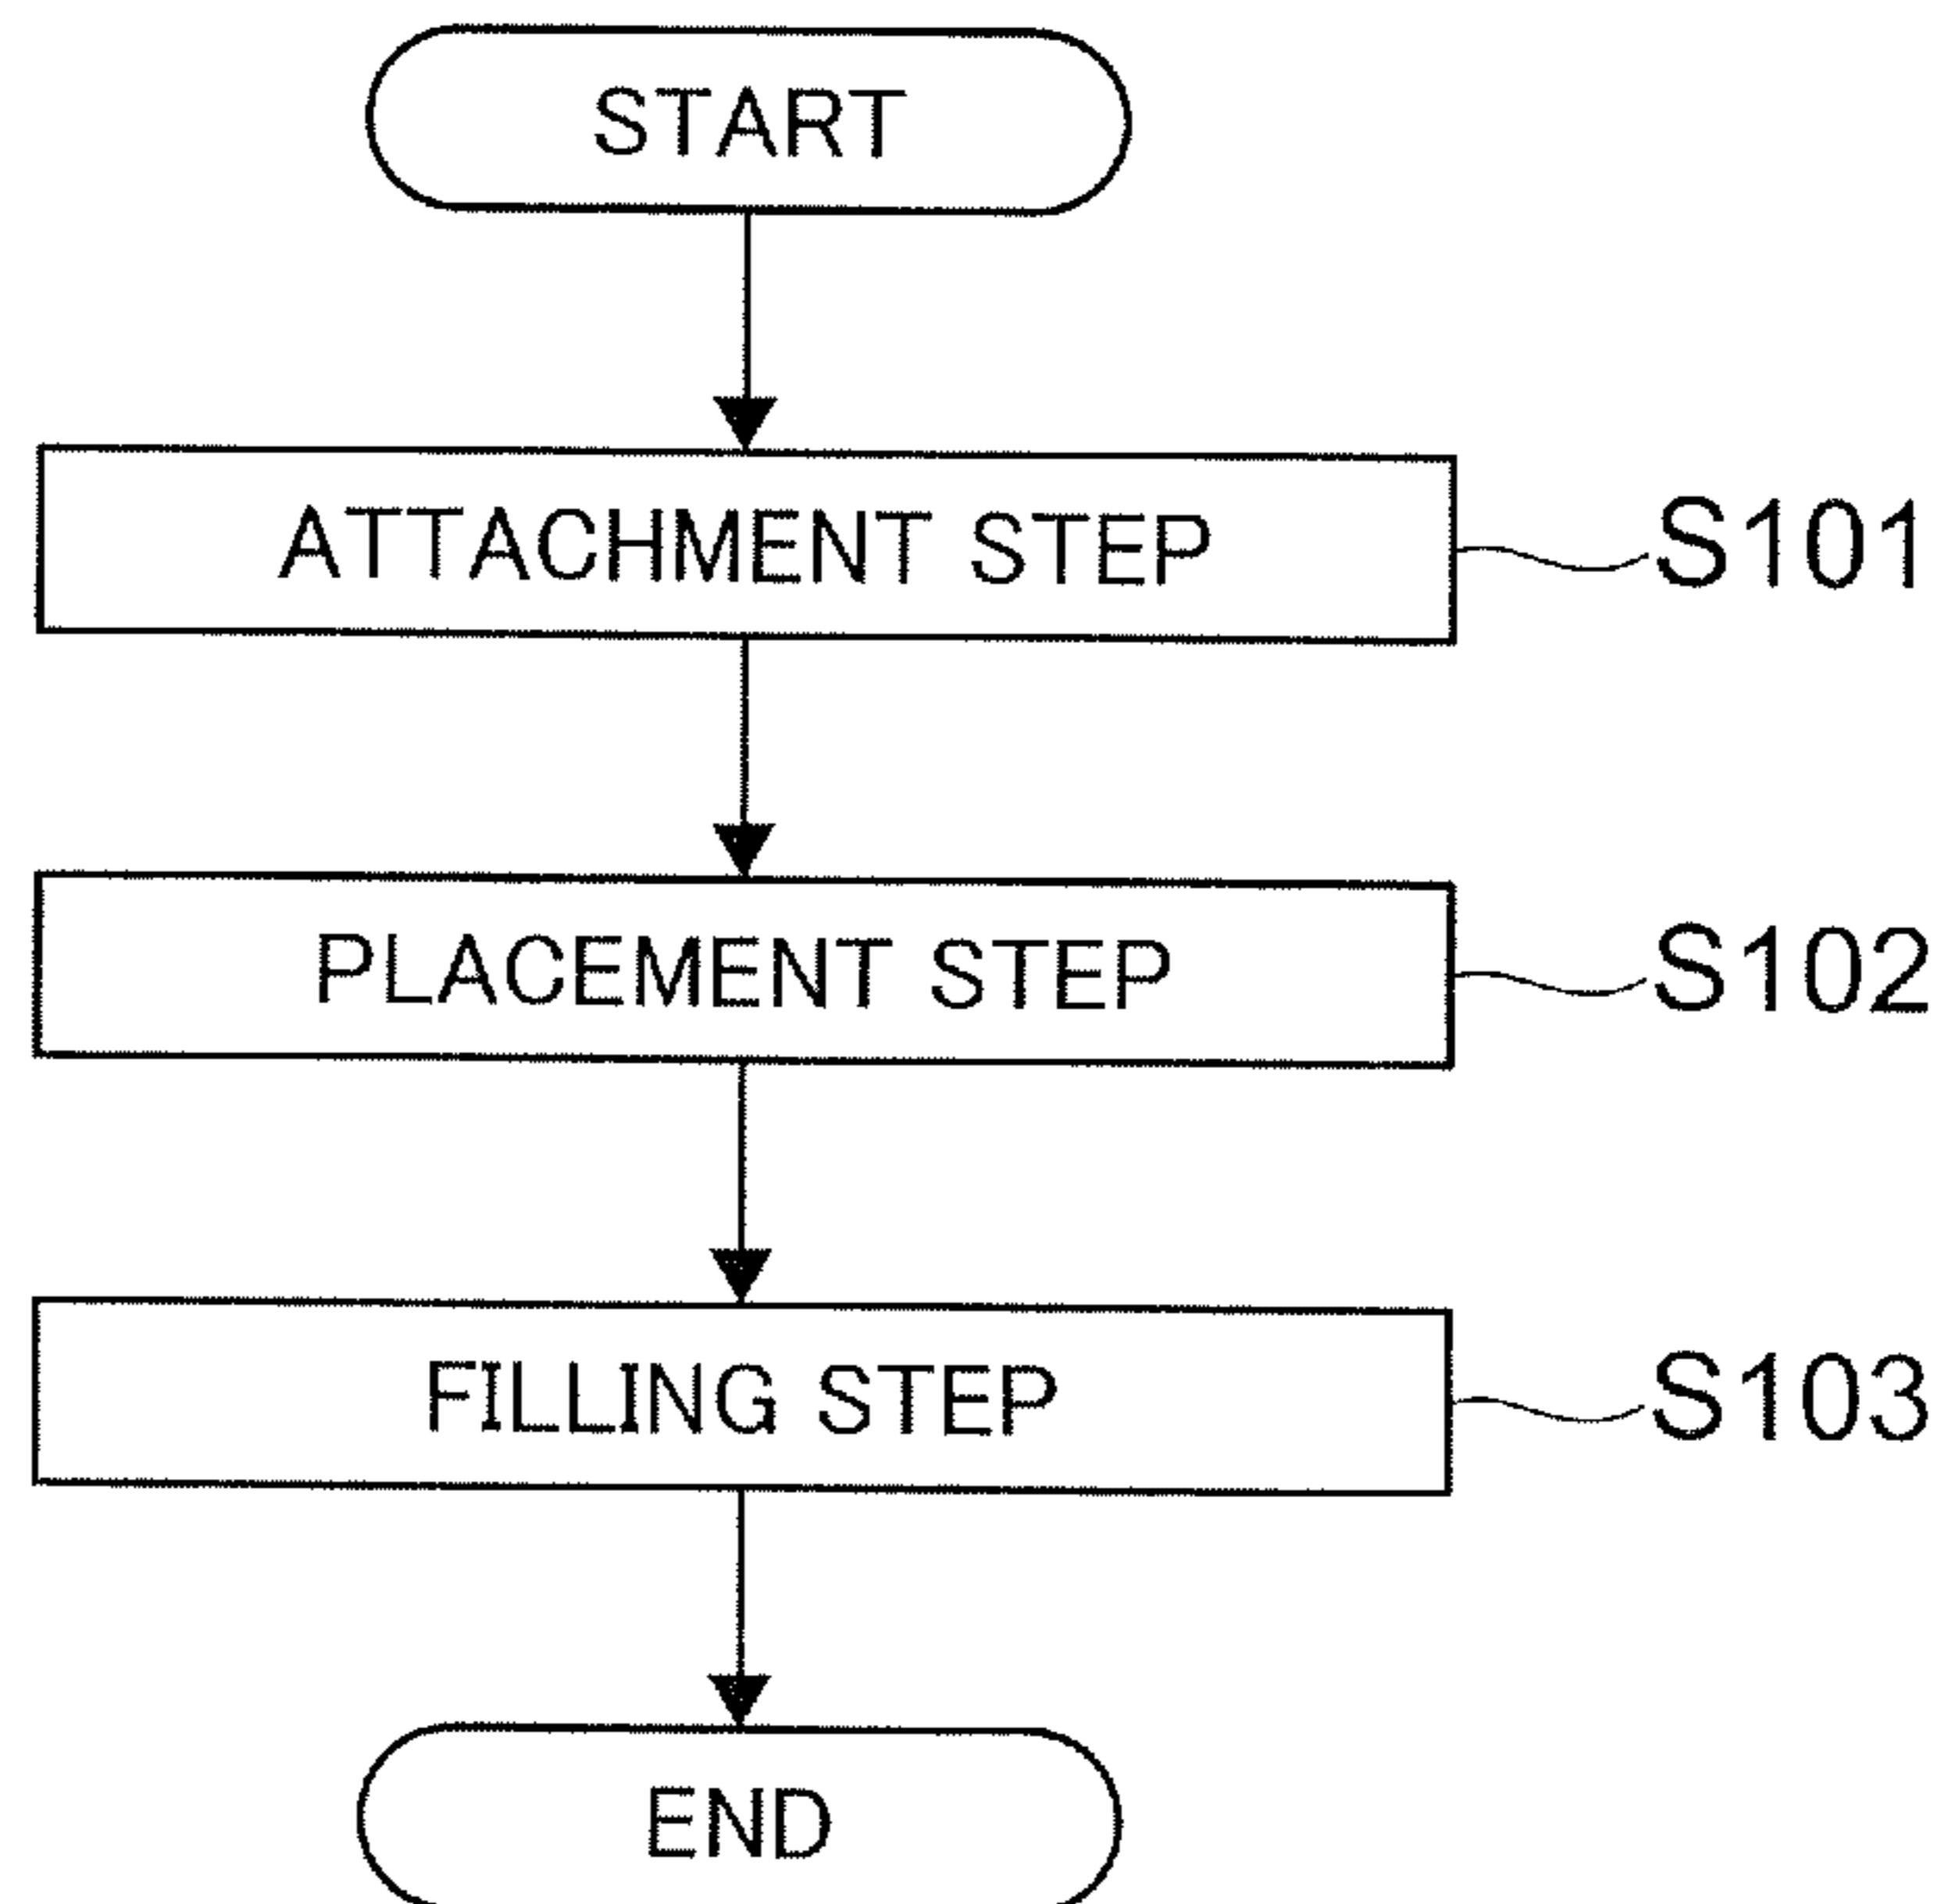 START
ATTACHMENT STEP S101
PLACEMENT STEP S102
FILLING STEP S103
END